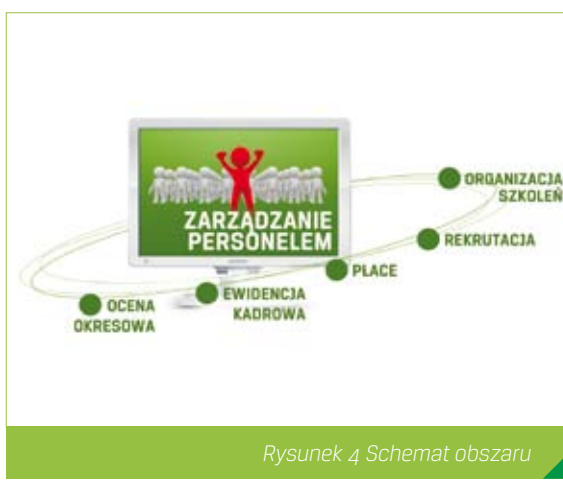 ZARZĄDZANIE
PERSONELEM
ORGANIZACJA
SZKOLEŃ
REKRUTACJA
PŁACE
EWIDENCJA
KADROWA
OCENA
OKRESOWA
Rysunek 4 Schemat obszaru